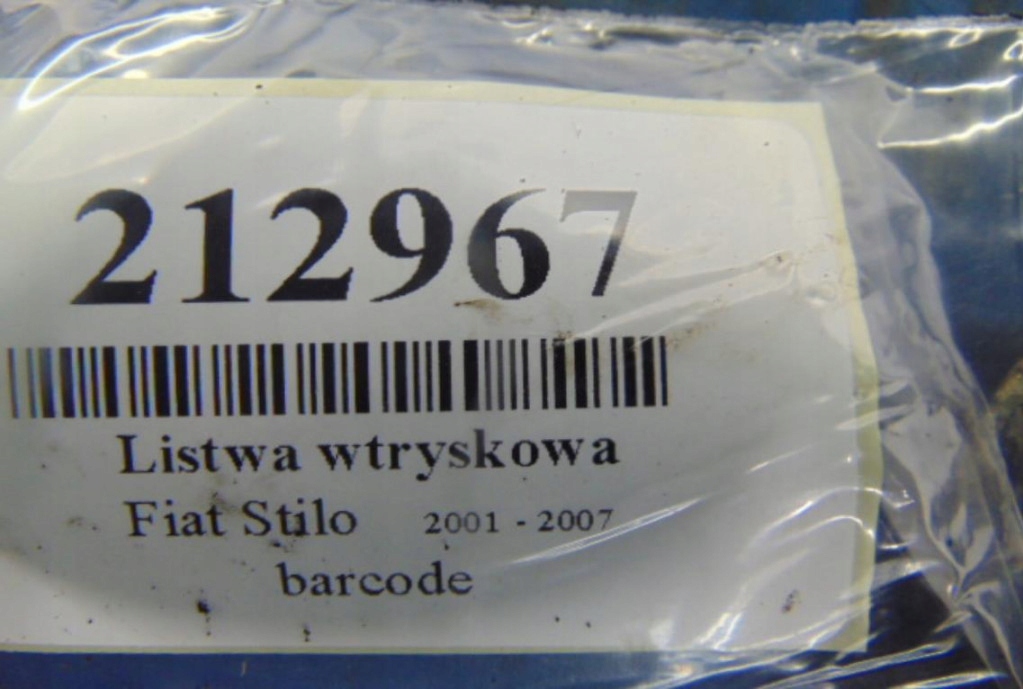 212967
Listwa wtryskowa
Fiat Stilo 2001 - 2007
barcode